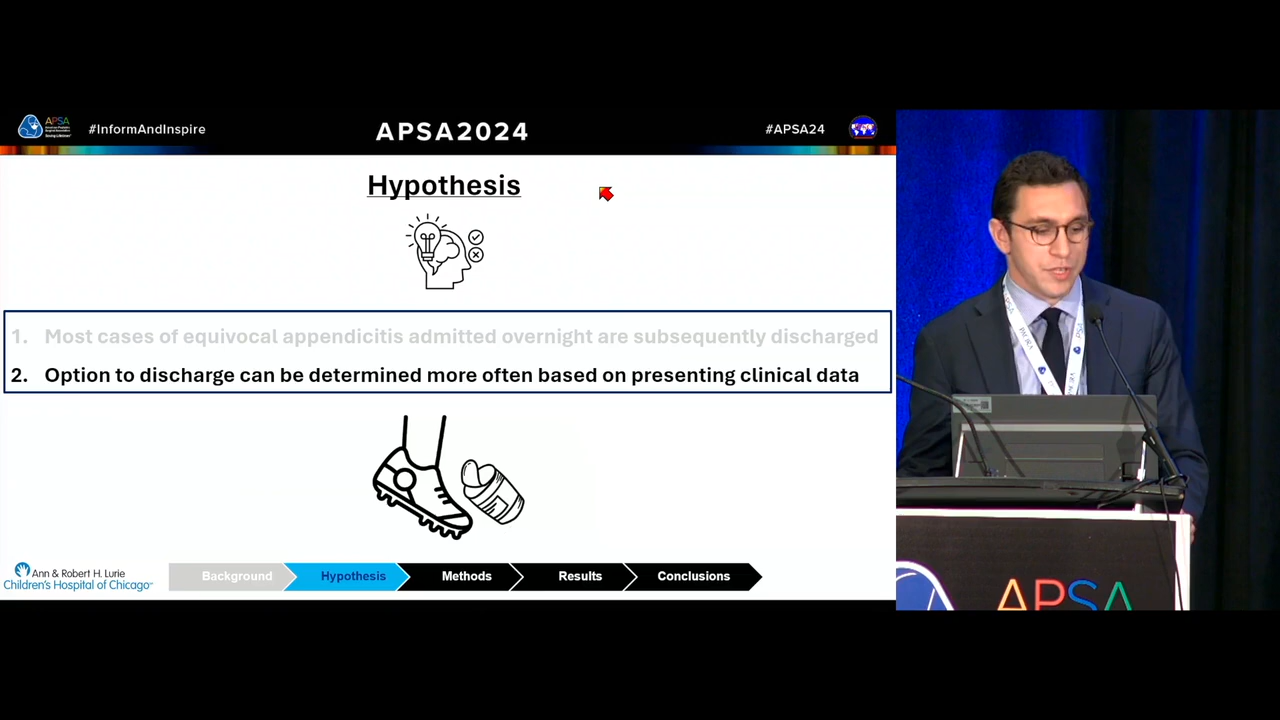 APSA
#InformAndInspire
APSA2024
#APSA24
Hypothesis
1. Most cases of equivocal appendicitis admitted overnight are subsequently discharged
2. Option to discharge can be determined more often based on presenting clinical data
Ann & Robert H. Lurie
Children's Hospital of Chicago
Background
Hypothesis
Methods
Results
Conclusions
APSA